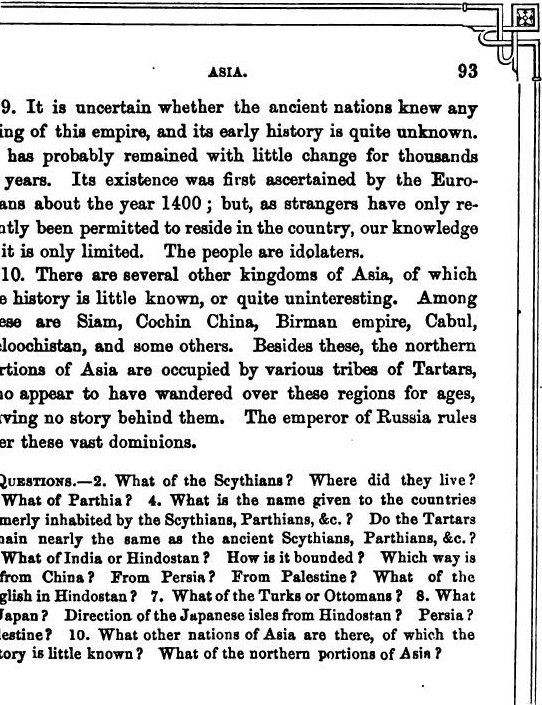 ASIA. 93
9. It is uncertain whether the ancient nations knew any
ing of this empire, and its early history is quite unknown.
has probably remained with little change for thousands
years. Its existence was first ascertained by the Euro-
ans about the year 1400; but, as strangers have only re-
ntly been permitted to reside in the country, our knowledge
it is only limited. The people are idolaters.
10. There are several other kingdoms of Asia, of which
e history is little known, or quite uninteresting. Among
ese are Siam, Cochin China, Birman empire, Cabul,
loochistan, and some others. Besides these, the northern
rtions of Asia are occupied by various tribes of Tartars,
ho appear to have wandered over these regions for ages,
ving no story behind them. The emperor of Russia rules
er these vast dominions.
QUESTIONS.—2. What of the Scythians? Where did they live?
What of Parthia? 4. What is the name given to the countries
merly inhabited by the Scythians, Parthians, &c.? Do the Tartars
main nearly the same as the ancient Scythians, Parthians, &c.?
What of India or Hindostan? How is it bounded? Which way is
from China? From Persia? From Palestine? What of the
glish in Hindostan? 7. What of the Turks or Ottomans? 8. What
Japan? Direction of the Japanese isles from Hindostan? Persia?
lestine? 10. What other nations of Asia are there, of which the
tory is little known? What of the northern portions of Asia?